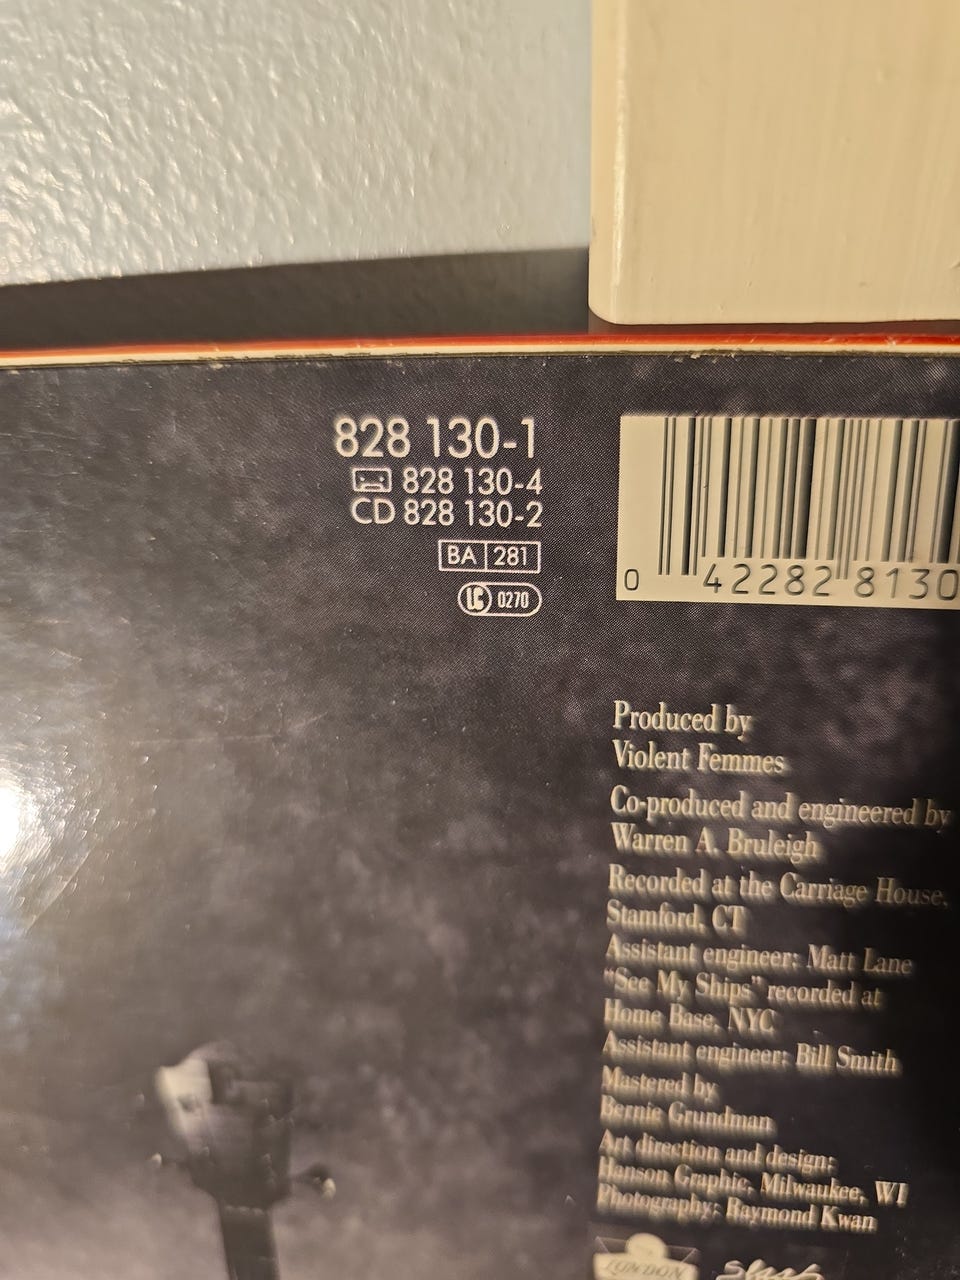 828 130-1
828 130-4
CD 828 130-2
BA 281
LC 0270
0 42282 8130
Produced by
Violent Femmes
Co-produced and engineered by
Warren A. Bruleigh
Recorded at the Carriage House,
Stamford, CT
Assistant engineer: Matt Lane
"See My Ships" recorded at
Home Base, NYC
Assistant engineer: Bill Smith
Mastered by
Bernie Grundman
Art direction and design:
Hanson Graphic, Milwaukee, WI
Photography: Raymond Kwan
LONDON
Slash